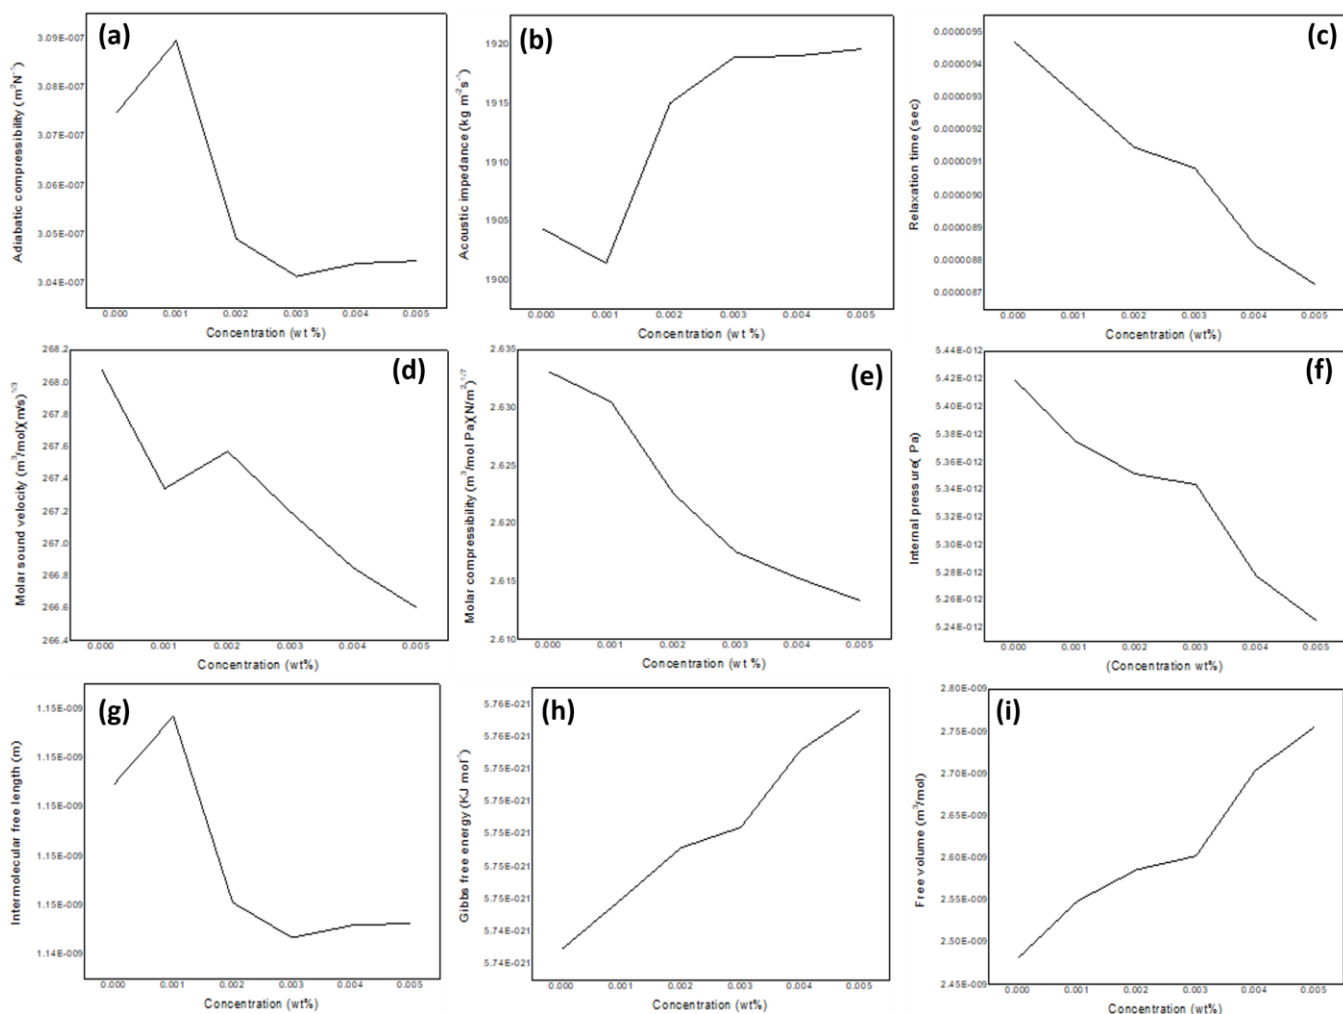 (a)
Adiabatic compressibility (m²N⁻¹)
3.09E-007
3.08E-007
3.07E-007
3.06E-007
3.05E-007
3.04E-007
0.000 0.001 0.002 0.003 0.004 0.005
Concentration (wt %)
(b)
Acoustic impedance (kg m⁻²s⁻¹)
1920
1915
1910
1905
1900
0.000 0.001 0.002 0.003 0.004 0.005
Concentration (wt %)
(c)
Relaxation time (sec)
0.0000095
0.0000094
0.0000093
0.0000092
0.0000091
0.0000090
0.0000089
0.0000088
0.0000087
0.000 0.001 0.002 0.003 0.004 0.005
Concentration (wt %)
(d)
Molar sound velocity (m³/mol)(m/s)¹/³
268.2
268.0
267.8
267.6
267.4
267.2
267.0
266.8
266.6
266.4
0.000 0.001 0.002 0.003 0.004 0.005
Concentration (wt%)
(e)
Molar compressibility (m³/mol Pa)(N/m²)¹/⁷
2.635
2.630
2.625
2.620
2.615
2.610
0.000 0.001 0.002 0.003 0.004 0.005
Concentration (wt %)
(f)
Internal pressure( Pa)
5.44E-012
5.42E-012
5.40E-012
5.38E-012
5.36E-012
5.34E-012
5.32E-012
5.30E-012
5.28E-012
5.26E-012
5.24E-012
0.000 0.001 0.002 0.003 0.004 0.005
(Concentration wt%)
(g)
Intermolecular free length (m)
1.15E-009
1.15E-009
1.15E-009
1.15E-009
1.15E-009
1.14E-009
0.000 0.001 0.002 0.003 0.004 0.005
Concentration (wt%)
(h)
Gibbs free energy (KJ mol⁻¹)
5.76E-021
5.76E-021
5.75E-021
5.75E-021
5.75E-021
5.75E-021
5.75E-021
5.74E-021
5.74E-021
0.000 0.001 0.002 0.003 0.004 0.005
Concentration (wt%)
(i)
Free volume (m³/mol)
2.80E-009
2.75E-009
2.70E-009
2.65E-009
2.60E-009
2.55E-009
2.50E-009
2.45E-009
0.000 0.001 0.002 0.003 0.004 0.005
Concentration (wt%)